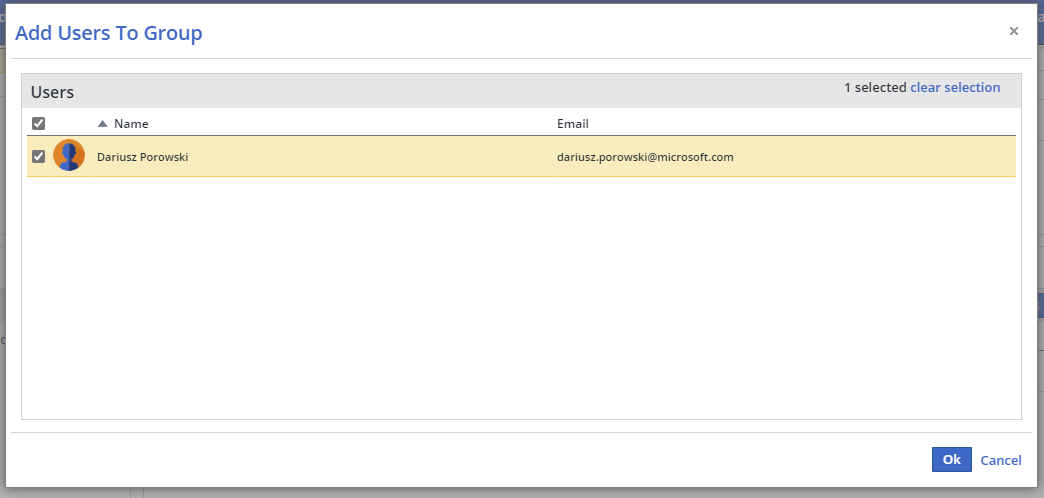 Add Users To Group
×
Users
1 selected clear selection
Name Email
Dariusz Porowski dariusz.porowski@microsoft.com
Ok Cancel